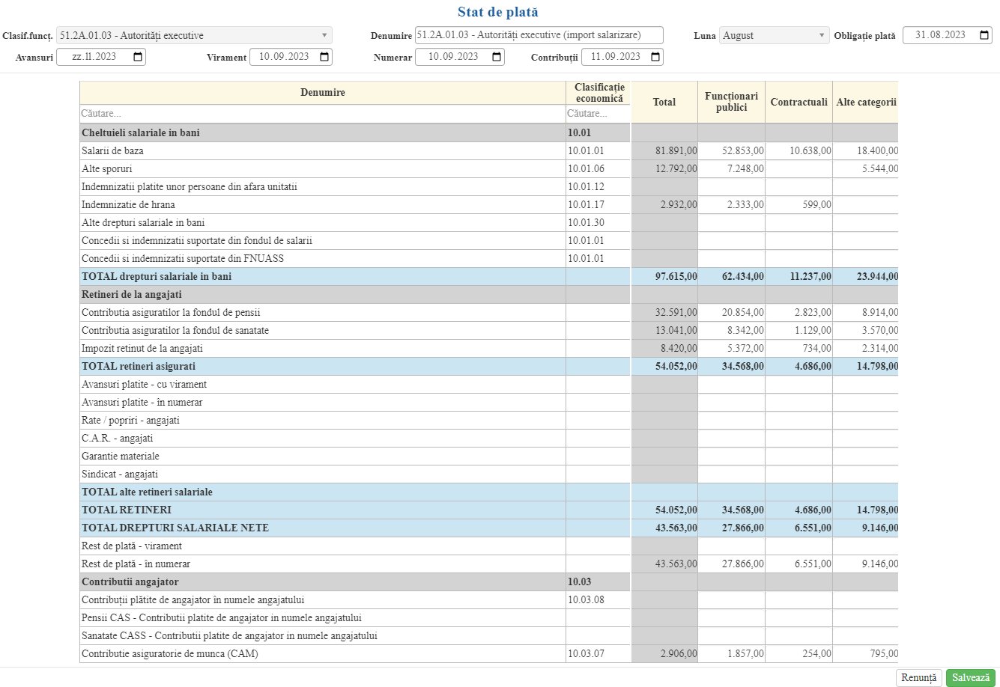 Stat de plată
Clasif.funcț. 51.2A.01.03 - Autorități executive Denumire 51.2A.01.03 - Autorități executive (import salarizare) Luna August Obligație plată 31.08.2023
Avansuri zz.ll.2023 Virament 10.09.2023 Numerar 10.09.2023 Contribuții 11.09.2023
Denumire Clasificație economică Total Funcționari publici Contractuali Alte categorii
Căutare... Căutare...
Cheltuieli salariale in bani 10.01
Salarii de baza 10.01.01 81.891,00 52.853,00 10.638,00 18.400,00
Alte sporuri 10.01.06 12.792,00 7.248,00 5.544,00
Indemnizatii platite unor persoane din afara unitatii 10.01.12
Indemnizatie de hrana 10.01.17 2.932,00 2.333,00 599,00
Alte drepturi salariale in bani 10.01.30
Concedii si indemnizatii suportate din fondul de salarii 10.01.01
Concedii si indemnizatii suportate din FNUASS 10.01.01
TOTAL drepturi salariale in bani 97.615,00 62.434,00 11.237,00 23.944,00
Retineri de la angajati
Contributia asiguratilor la fondul de pensii 32.591,00 20.854,00 2.823,00 8.914,00
Contributia asiguratilor la fondul de sanatate 13.041,00 8.342,00 1.129,00 3.570,00
Impozit retinut de la angajati 8.420,00 5.372,00 734,00 2.314,00
TOTAL retineri asigurati 54.052,00 34.568,00 4.686,00 14.798,00
Avansuri platite - cu virament
Avansuri platite - în numerar
Rate / popriri - angajati
C.A.R. - angajati
Garantie materiale
Sindicat - angajati
TOTAL alte retineri salariale
TOTAL RETINERI 54.052,00 34.568,00 4.686,00 14.798,00
TOTAL DREPTURI SALARIALE NETE 43.563,00 27.866,00 6.551,00 9.146,00
Rest de plată - virament
Rest de plată - în numerar 43.563,00 27.866,00 6.551,00 9.146,00
Contributii angajator 10.03
Contribuții plătite de angajator în numele angajatului 10.03.08
Pensii CAS - Contributii platite de angajator in numele angajatului
Sanatate CASS - Contributii platite de angajator in numele angajatului
Contributie asiguratorie de munca (CAM) 10.03.07 2.906,00 1.857,00 254,00 795,00
Renunță Salvează